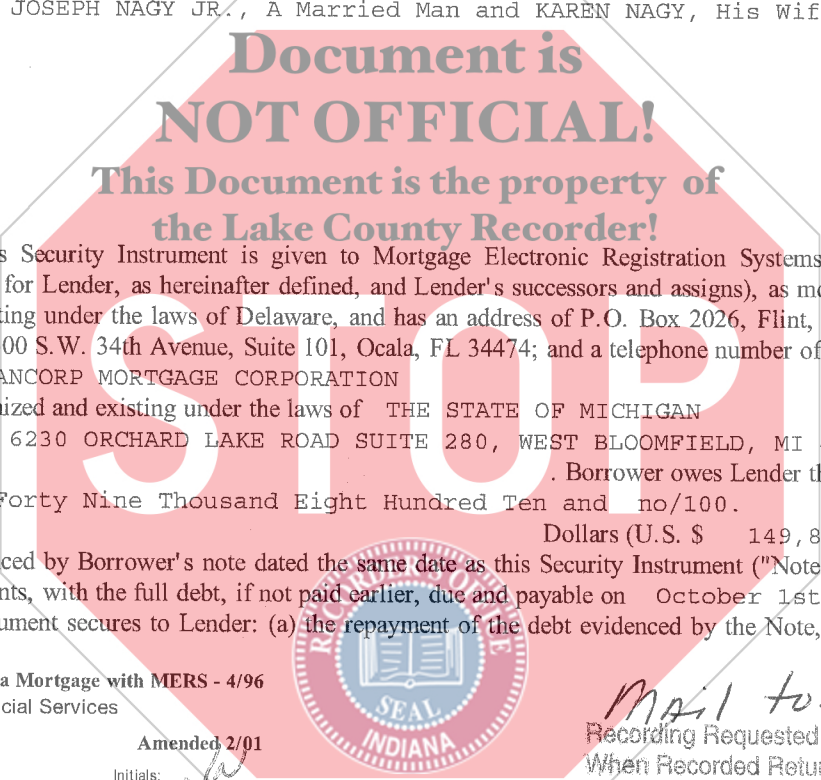 JOSEPH NAGY JR., A Married Man and KAREN NAGY, His Wif
Document is
NOT OFFICIAL!
This Document is the property of
the Lake County Recorder!
s Security Instrument is given to Mortgage Electronic Registration Systems
for Lender, as hereinafter defined, and Lender's successors and assigns), as mo
ting under the laws of Delaware, and has an address of P.O. Box 2026, Flint,
00 S.W. 34th Avenue, Suite 101, Ocala, FL 34474; and a telephone number of
ANCORP MORTGAGE CORPORATION
nized and existing under the laws of THE STATE OF MICHIGAN
6230 ORCHARD LAKE ROAD SUITE 280, WEST BLOOMFIELD, MI
. Borrower owes Lender th
Forty Nine Thousand Eight Hundred Ten and no/100.
Dollars (U.S. $ 149,8
STOP
ced by Borrower's note dated the same date as this Security Instrument ("Note
nts, with the full debt, if not paid earlier, due and payable on October 1st
ument secures to Lender: (a) the repayment of the debt evidenced by the Note,
RECORDER'S OFFICE
SEAL
INDIANA
a Mortgage with MERS - 4/96
cial Services
Amended 2/01
Initials:
Mail to
Recording Requested
When Recorded Retu